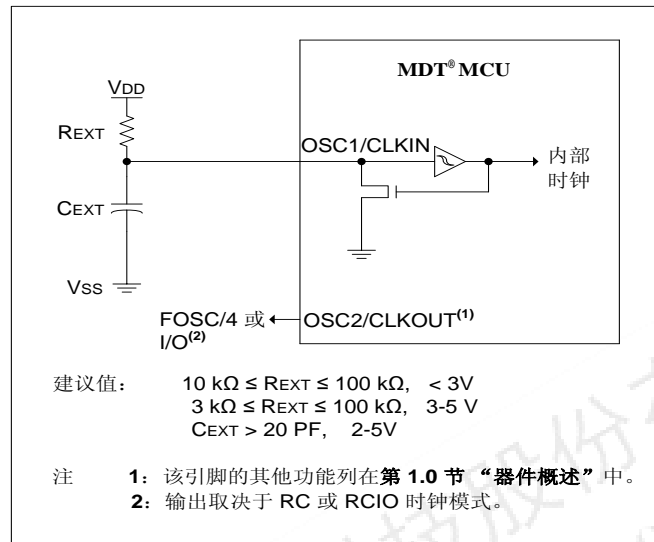 MDT® MCU
VDD
REXT
OSC1/CLKIN
内部
时钟
CEXT
VSS
FOSC/4 或
I/O(2)
OSC2/CLKOUT(1)
建议值： 10 kΩ ≤ REXT ≤ 100 kΩ, < 3V
3 kΩ ≤ REXT ≤ 100 kΩ, 3-5 V
CEXT > 20 PF, 2-5V
注 1：该引脚的其他功能列在第 1.0 节 “器件概述”中。
2：输出取决于 RC 或 RCIO 时钟模式。